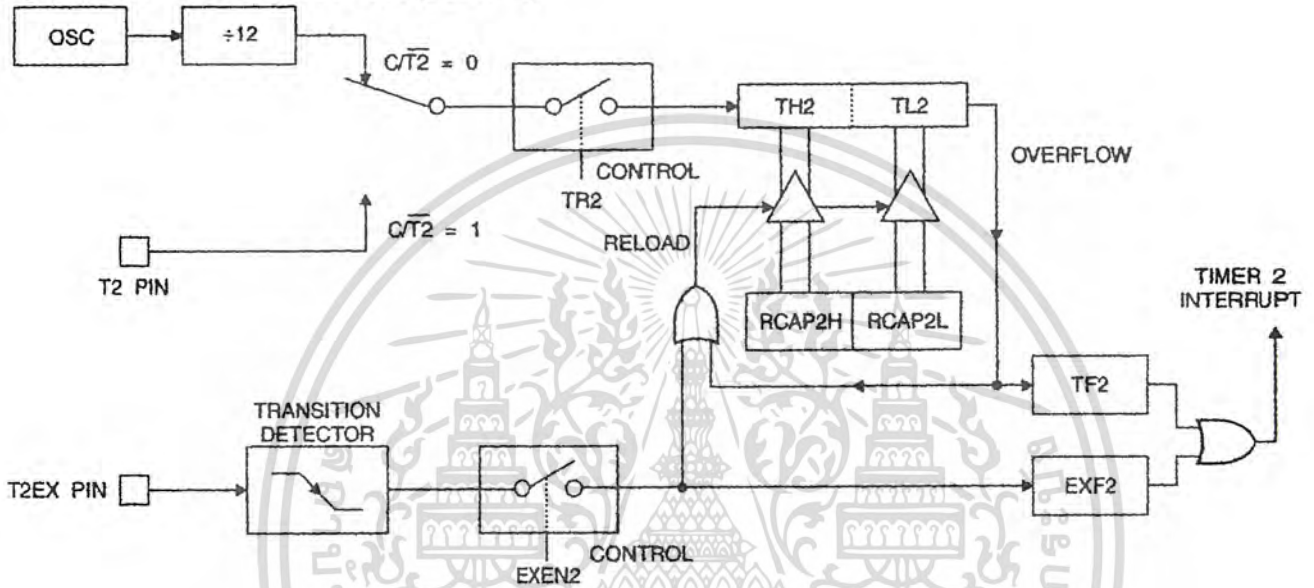 OSC
÷12
C/T2̅ = 0
TH2
TL2
OVERFLOW
CONTROL
TR2
C/T2̅ = 1
T2 PIN
RELOAD
TIMER 2
INTERRUPT
RCAP2H
RCAP2L
TF2
TRANSITION
DETECTOR
T2EX PIN
EXF2
CONTROL
EXEN2